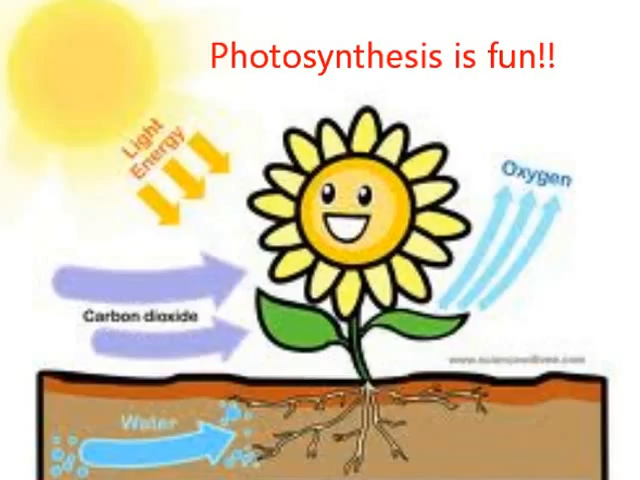 Photosynthesis is fun!!
Light
Energy
Oxygen
Carbon dioxide
Water